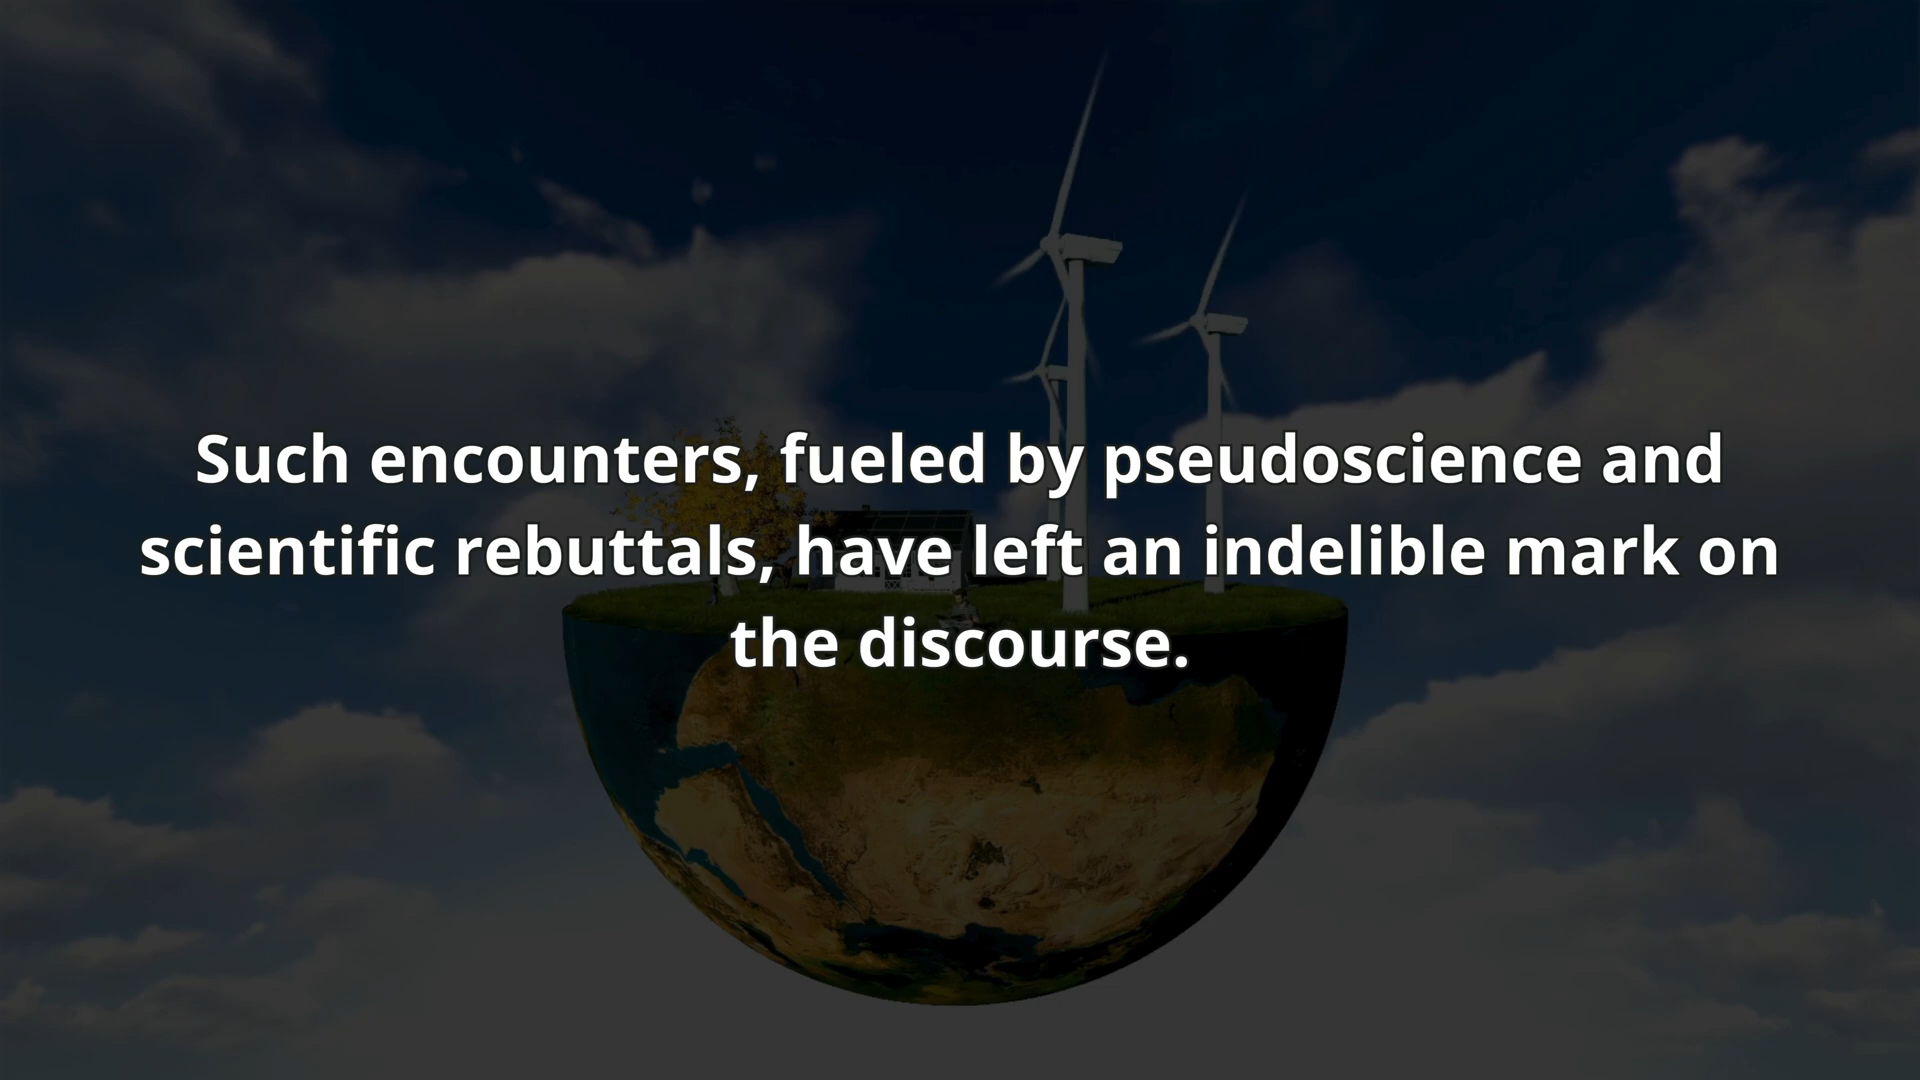 Such encounters, fueled by pseudoscience and
scientific rebuttals, have left an indelible mark on
the discourse.